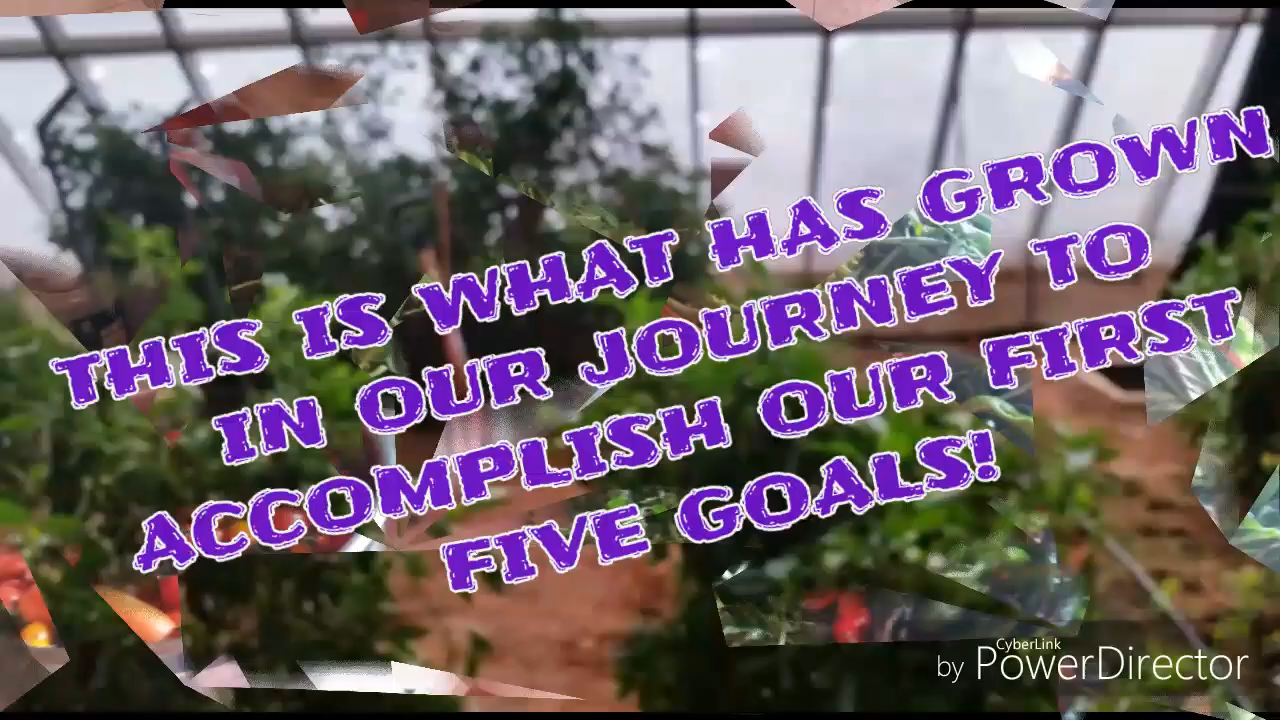 THIS IS WHAT HAS GROWN
IN OUR JOURNEY TO
ACCOMPLISH OUR FIRST
FIVE GOALS!
CyberLink
by PowerDirector